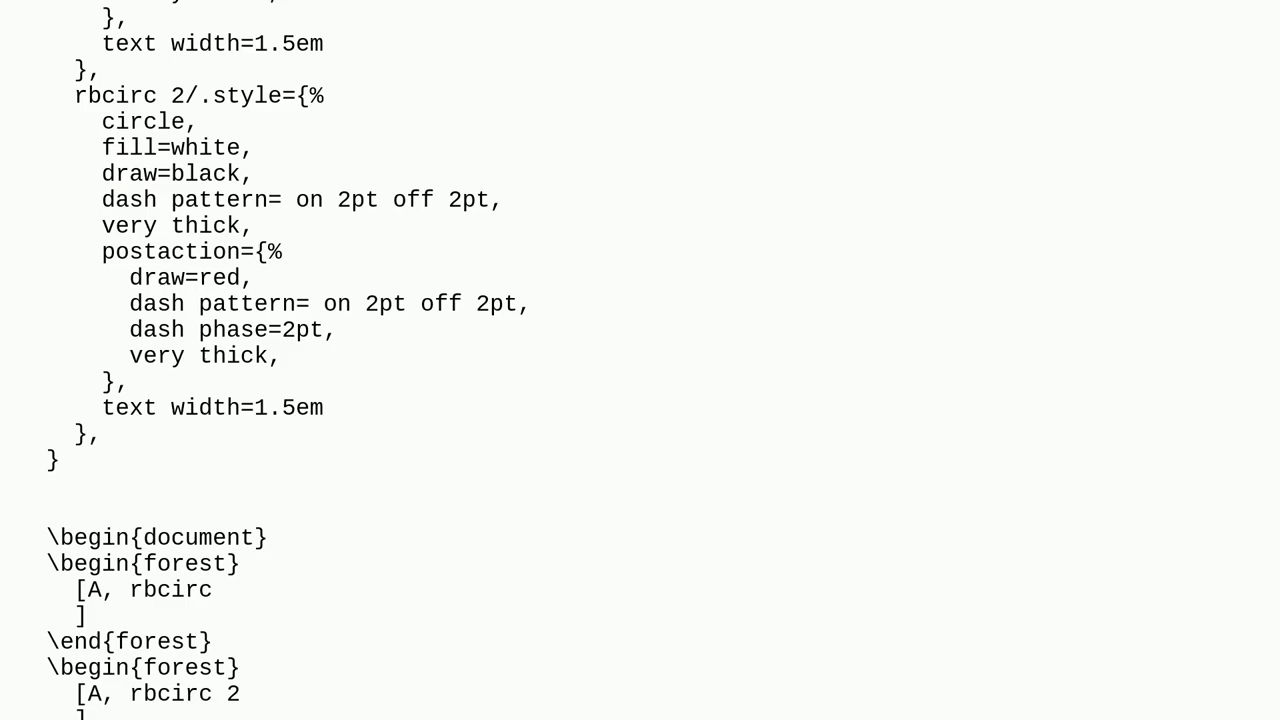 },
text width=1.5em
},
rbcirc 2/.style={%
circle,
fill=white,
draw=black,
dash pattern= on 2pt off 2pt,
very thick,
postaction={%
draw=red,
dash pattern= on 2pt off 2pt,
dash phase=2pt,
very thick,
},
text width=1.5em
},
}
\begin{document}
\begin{forest}
[A, rbcirc
]
\end{forest}
\begin{forest}
[A, rbcirc 2
]